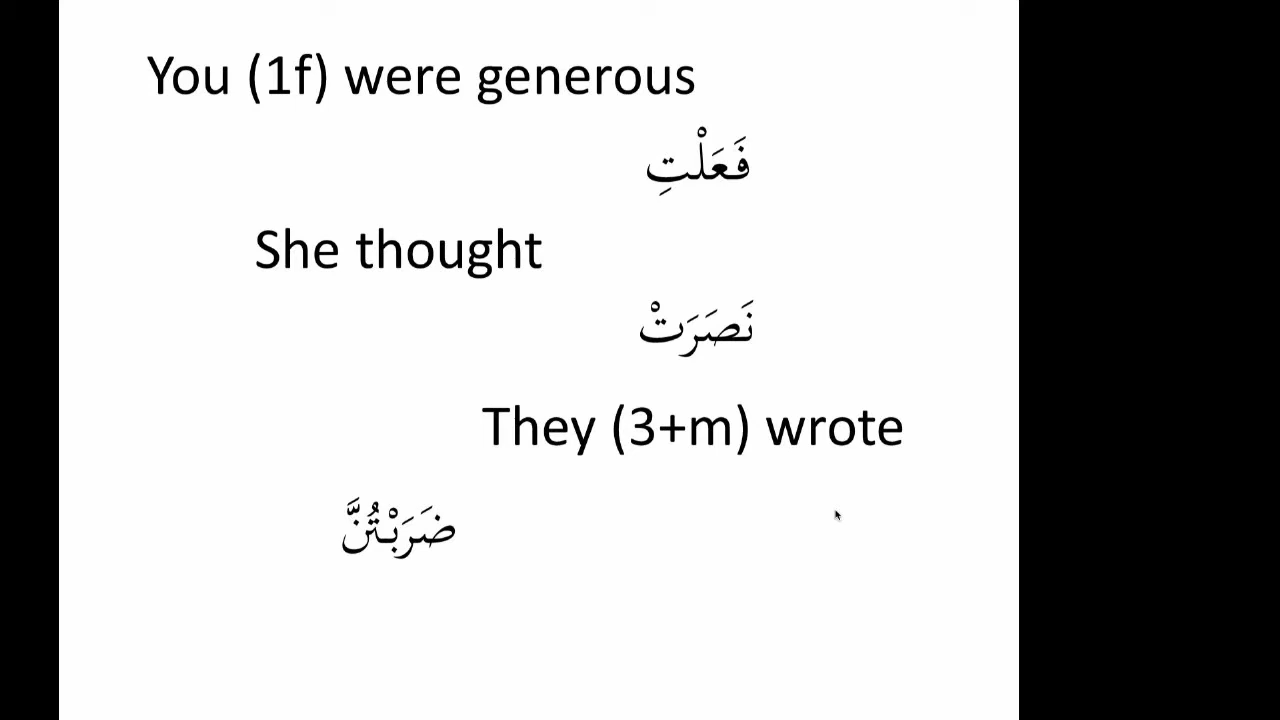 You (1f) were generous
فَعَلْتِ
She thought
نَصَرَتْ
They (3+m) wrote
ضَرَبْتُنَّ